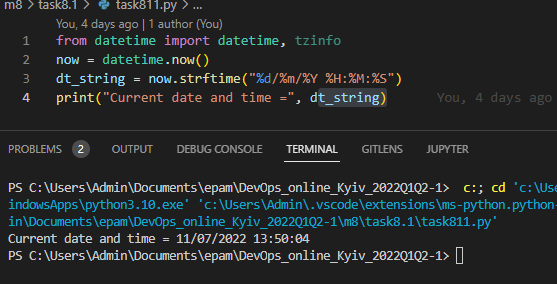 m8 > task8.1 > task811.py > ...
You, 4 days ago | 1 author (You)
1 from datetime import datetime, tzinfo
2 now = datetime.now()
3 dt_string = now.strftime("%d/%m/%Y %H:%M:%S")
4 print("Current date and time =", dt_string) You, 4 days ago
PROBLEMS 2 OUTPUT DEBUG CONSOLE TERMINAL GITLENS JUPYTER
PS C:\Users\Admin\Documents\epam\DevOps_online_Kyiv_2022Q1Q2-1> c:; cd 'c:\Use
indowsApps\python3.10.exe' 'c:\Users\Admin\.vscode\extensions\ms-python.python-
in\Documents\epam\DevOps_online_Kyiv_2022Q1Q2-1\m8\task8.1\task811.py'
Current date and time = 11/07/2022 13:50:04
PS C:\Users\Admin\Documents\epam\DevOps_online_Kyiv_2022Q1Q2-1>